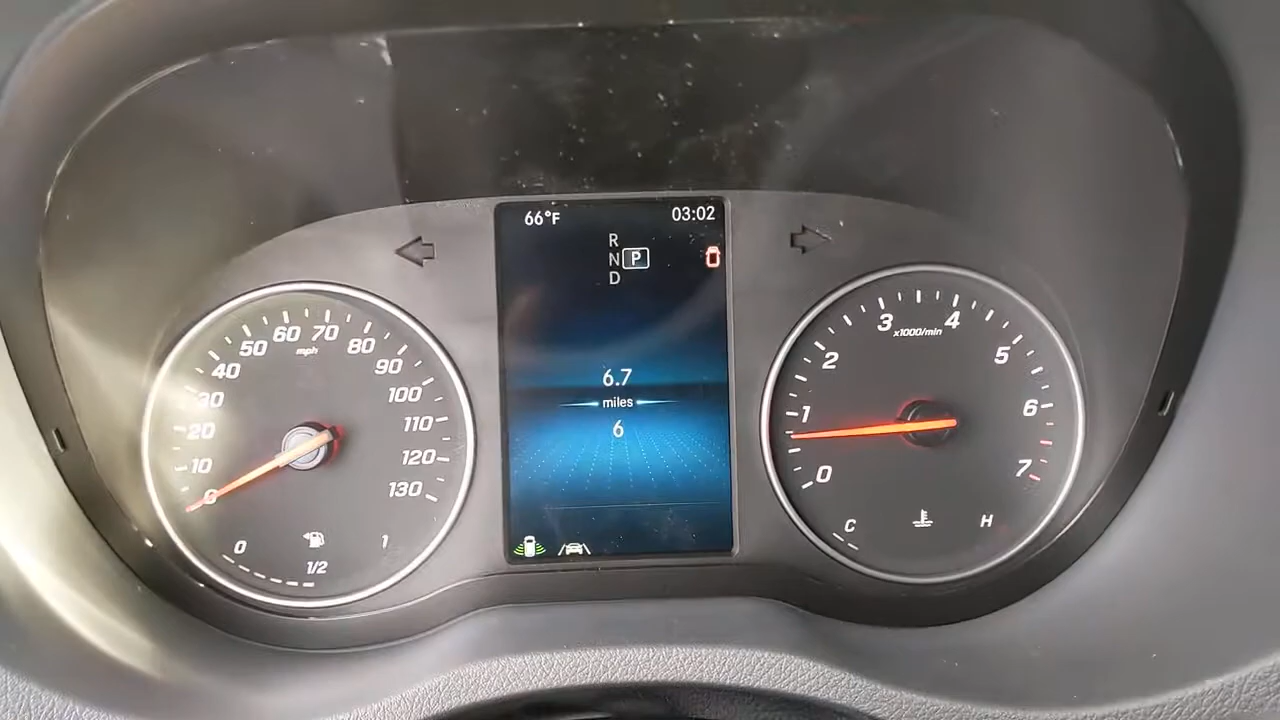 66°F 03:02
R
N P
D
6.7
miles
6
0 10 20 30 40 50 60 70 80 90 100 110 120 130
mph
0 1/2 1
0 1 2 3 4 5 6 7
x1000/min
C H